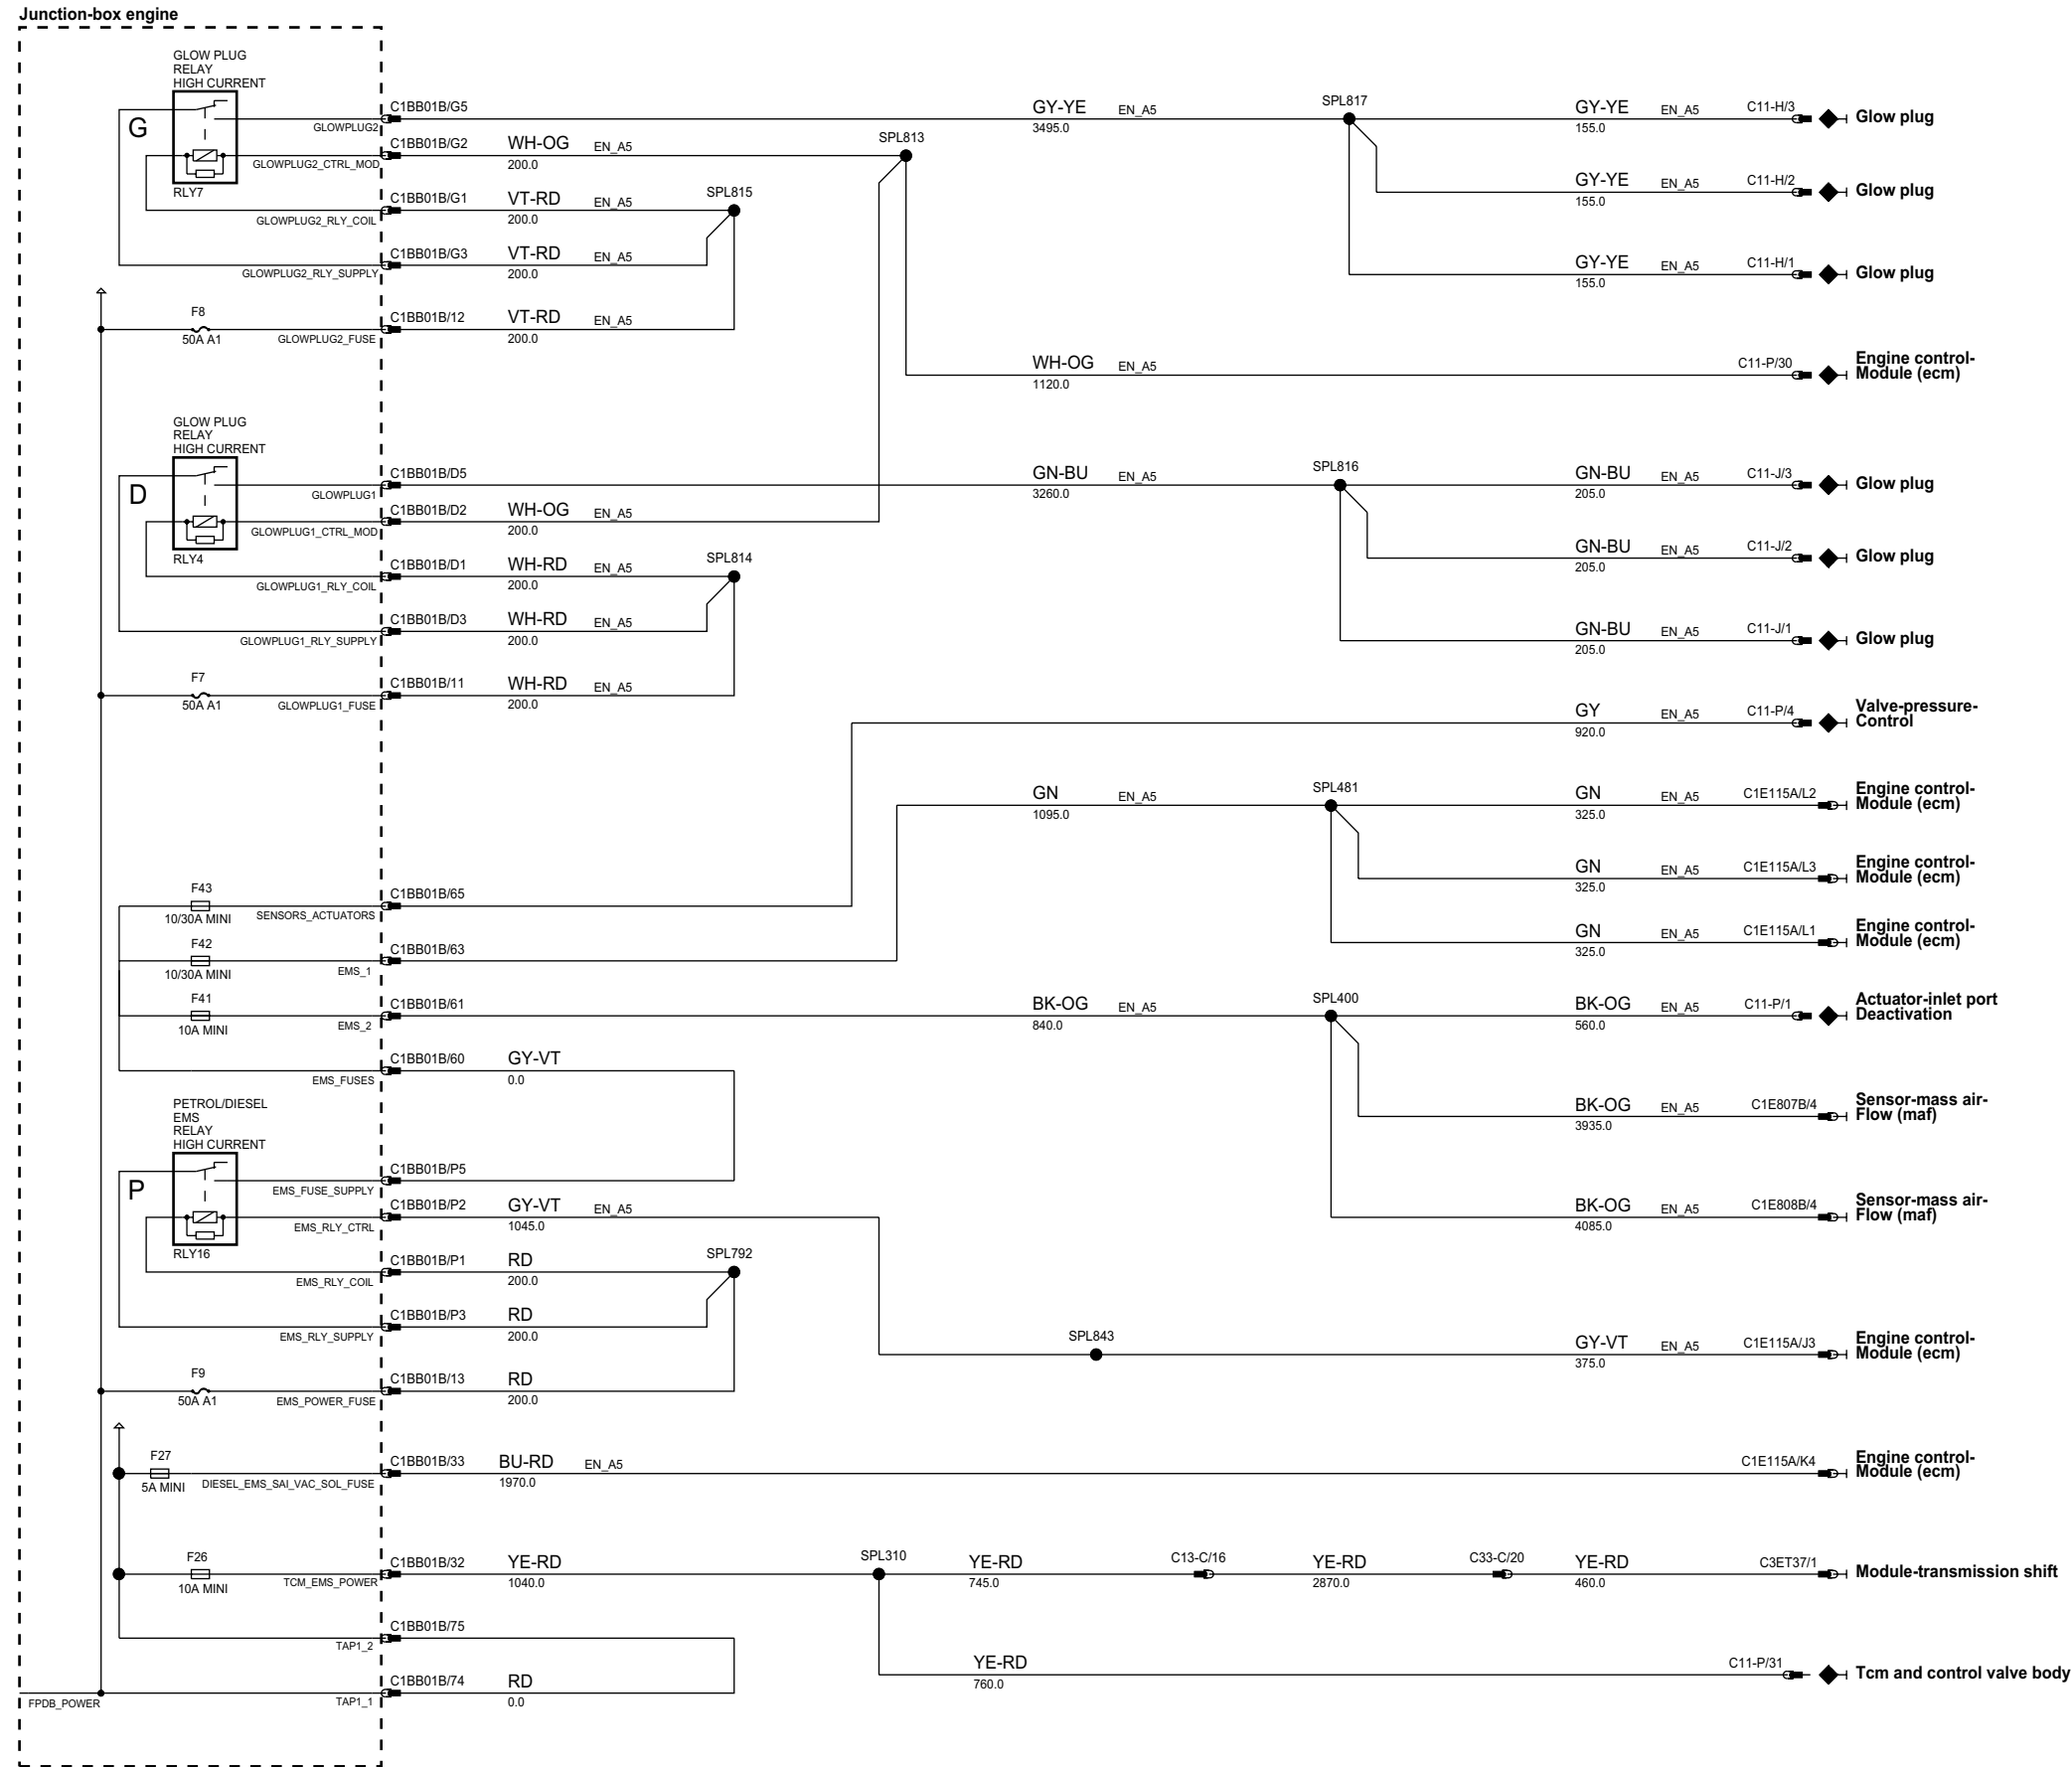 Junction-box engine
GLOW PLUG
RELAY
HIGH CURRENT
G
RLY7
C1BB01B/G5
GLOWPLUG2
GY-YE EN_A5
3495.0
SPL817
GY-YE EN_A5 C11-H/3
155.0
Glow plug
C1BB01B/G2 WH-OG EN_A5
GLOWPLUG2_CTRL_MOD 200.0
SPL813
C1BB01B/G1 VT-RD EN_A5
GLOWPLUG2_RLY_COIL 200.0
SPL815
GY-YE EN_A5 C11-H/2
155.0
Glow plug
C1BB01B/G3 VT-RD EN_A5
GLOWPLUG2_RLY_SUPPLY 200.0
GY-YE EN_A5 C11-H/1
155.0
Glow plug
F8
50A A1
C1BB01B/12 VT-RD EN_A5
GLOWPLUG2_FUSE 200.0
WH-OG EN_A5
1120.0
C11-P/30
Engine control-
Module (ecm)
GLOW PLUG
RELAY
HIGH CURRENT
D
RLY4
C1BB01B/D5
GLOWPLUG1
GN-BU EN_A5
3260.0
SPL816
GN-BU EN_A5 C11-J/3
205.0
Glow plug
C1BB01B/D2 WH-OG EN_A5
GLOWPLUG1_CTRL_MOD 200.0
C1BB01B/D1 WH-RD EN_A5
GLOWPLUG1_RLY_COIL 200.0
SPL814
GN-BU EN_A5 C11-J/2
205.0
Glow plug
C1BB01B/D3 WH-RD EN_A5
GLOWPLUG1_RLY_SUPPLY 200.0
GN-BU EN_A5 C11-J/1
205.0
Glow plug
F7
50A A1
C1BB01B/11 WH-RD EN_A5
GLOWPLUG1_FUSE 200.0
GY EN_A5 C11-P/4
920.0
Valve-pressure-
Control
GN EN_A5
1095.0
SPL481
GN EN_A5 C1E115A/L2
325.0
Engine control-
Module (ecm)
GN EN_A5 C1E115A/L3
325.0
Engine control-
Module (ecm)
F43
10/30A MINI
C1BB01B/65
SENSORS_ACTUATORS
GN EN_A5 C1E115A/L1
325.0
Engine control-
Module (ecm)
F42
10/30A MINI
C1BB01B/63
EMS_1
F41
10A MINI
C1BB01B/61
EMS_2
BK-OG EN_A5
840.0
SPL400
BK-OG EN_A5 C11-P/1
560.0
Actuator-inlet port
Deactivation
C1BB01B/60 GY-VT
EMS_FUSES 0.0
BK-OG EN_A5 C1E807B/4
3935.0
Sensor-mass air-
Flow (maf)
PETROL/DIESEL
EMS
RELAY
HIGH CURRENT
P
RLY16
C1BB01B/P5
EMS_FUSE_SUPPLY
C1BB01B/P2 GY-VT EN_A5
EMS_RLY_CTRL 1045.0
BK-OG EN_A5 C1E808B/4
4085.0
Sensor-mass air-
Flow (maf)
C1BB01B/P1 RD
EMS_RLY_COIL 200.0
SPL792
C1BB01B/P3 RD
EMS_RLY_SUPPLY 200.0
SPL843
GY-VT EN_A5 C1E115A/J3
375.0
Engine control-
Module (ecm)
F9
50A A1
C1BB01B/13 RD
EMS_POWER_FUSE 200.0
F27
5A MINI
C1BB01B/33 BU-RD EN_A5
DIESEL_EMS_SAI_VAC_SOL_FUSE 1970.0
C1E115A/K4
Engine control-
Module (ecm)
F26
10A MINI
C1BB01B/32 YE-RD
TCM_EMS_POWER 1040.0
SPL310
YE-RD
745.0
C13-C/16
YE-RD
2870.0
C33-C/20
YE-RD
460.0
C3ET37/1
Module-transmission shift
C1BB01B/75
TAP1_2
YE-RD
760.0
C11-P/31
Tcm and control valve body
C1BB01B/74 RD
FPDB_POWER TAP1_1 0.0